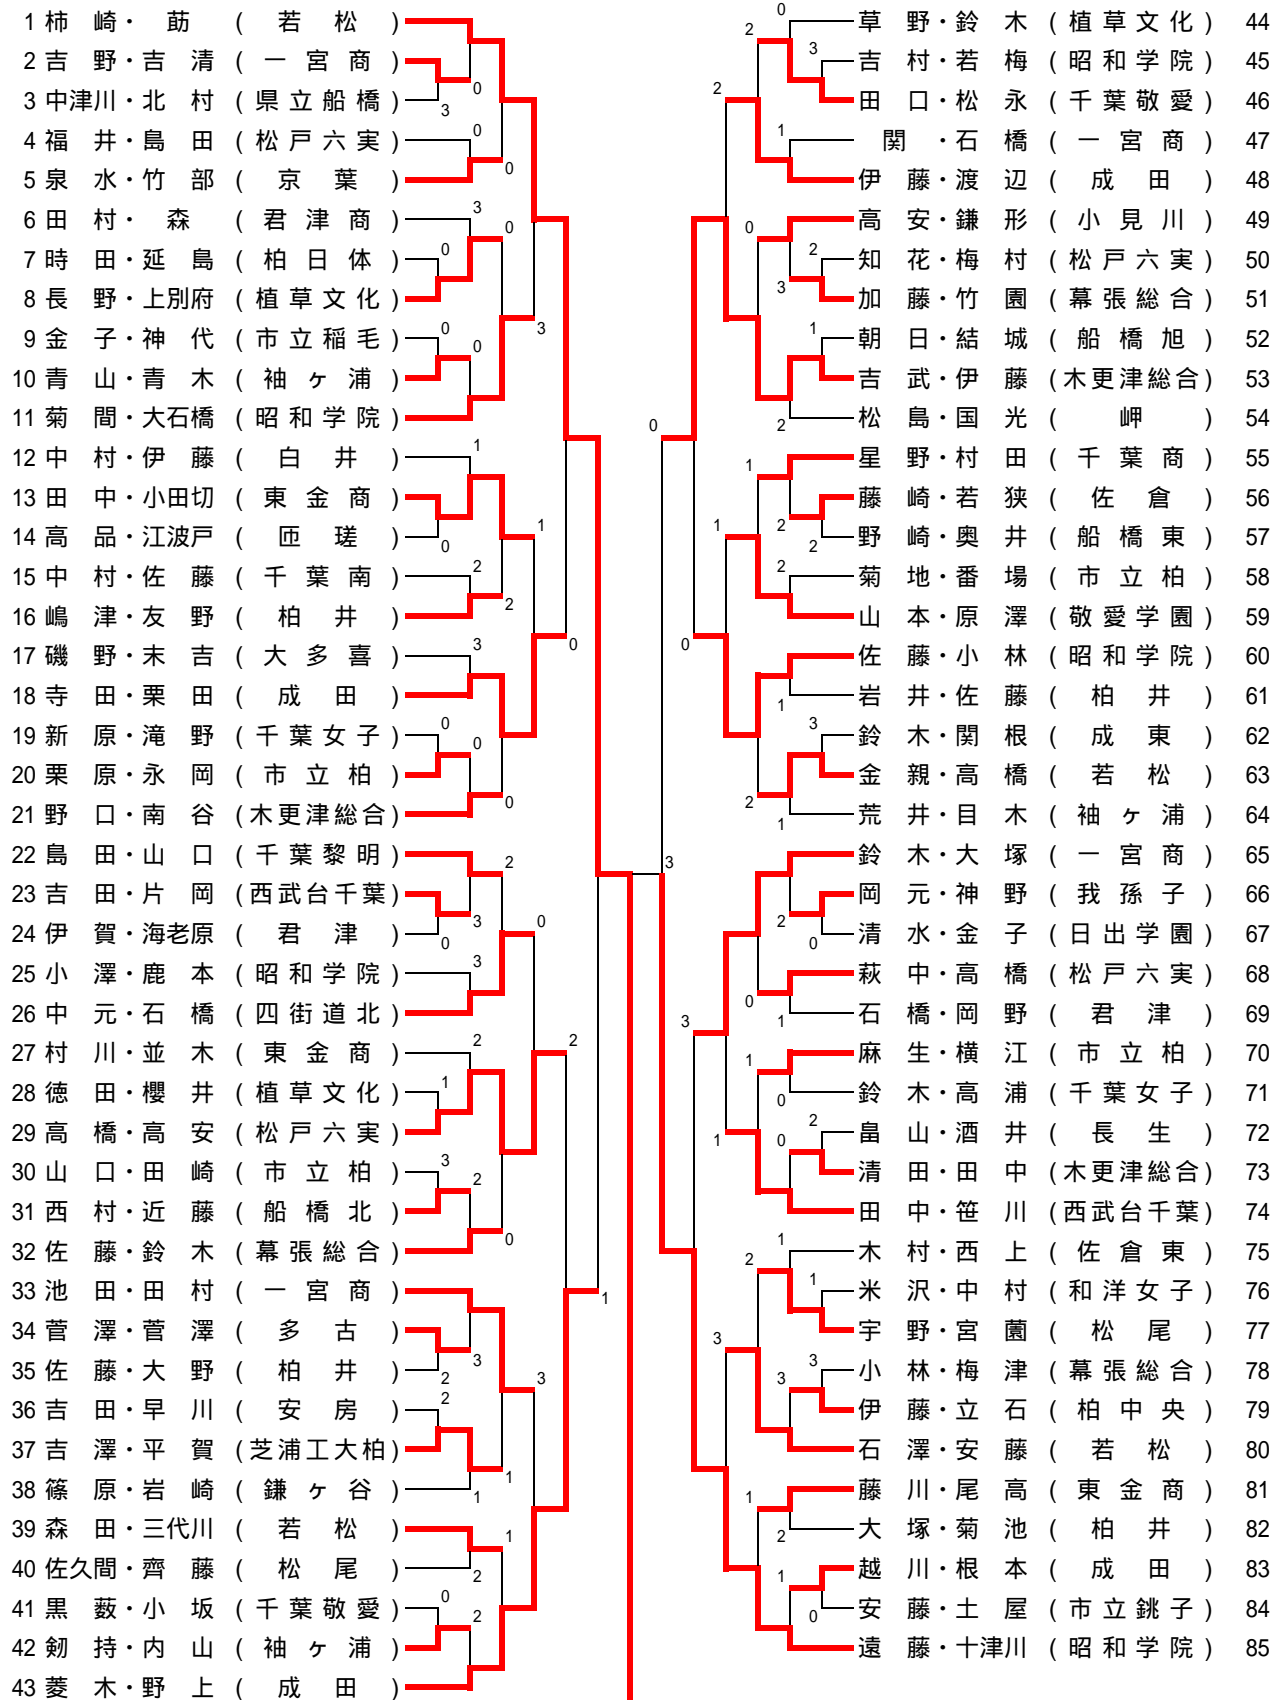 1 柿 崎・ 莇 ( 若 松 )
2 吉 野・吉 清 ( 一 宮 商 )
3 中津川・北 村 ( 県 立 船 橋 )
4 福 井・島 田 ( 松 戸 六 実 )
5 泉 水・竹 部 ( 京 葉 )
6 田 村・ 森 ( 君 津 商 )
7 時 田・延 島 ( 柏 日 体 )
8 長 野・上別府 ( 植 草 文 化 )
9 金 子・神 代 ( 市 立 稲 毛 )
10 青 山・青 木 ( 袖 ヶ 浦 )
11 菊 間・大石橋 ( 昭 和 学 院 )
12 中 村・伊 藤 ( 白 井 )
13 田 中・小田切 ( 東 金 商 )
14 高 品・江波戸 ( 匝 瑳 )
15 中 村・佐 藤 ( 千 葉 南 )
16 嶋 津・友 野 ( 柏 井 )
17 磯 野・末 吉 ( 大 多 喜 )
18 寺 田・栗 田 ( 成 田 )
19 新 原・滝 野 ( 千 葉 女 子 )
20 栗 原・永 岡 ( 市 立 柏 )
21 野 口・南 谷 (木更津総合)
22 島 田・山 口 ( 千 葉 黎 明 )
23 吉 田・片 岡 (西武台千葉)
24 伊 賀・海老原 ( 君 津 )
25 小 澤・鹿 本 ( 昭 和 学 院 )
26 中 元・石 橋 ( 四 街 道 北 )
27 村 川・並 木 ( 東 金 商 )
28 徳 田・櫻 井 ( 植 草 文 化 )
29 高 橋・高 安 ( 松 戸 六 実 )
30 山 口・田 崎 ( 市 立 柏 )
31 西 村・近 藤 ( 船 橋 北 )
32 佐 藤・鈴 木 ( 幕 張 総 合 )
33 池 田・田 村 ( 一 宮 商 )
34 菅 澤・菅 澤 ( 多 古 )
35 佐 藤・大 野 ( 柏 井 )
36 吉 田・早 川 ( 安 房 )
37 吉 澤・平 賀 (芝浦工大柏)
38 篠 原・岩 崎 ( 鎌 ヶ 谷 )
39 森 田・三代川 ( 若 松 )
40 佐久間・齊 藤 ( 松 尾 )
41 黒 薮・小 坂 ( 千 葉 敬 愛 )
42 剱 持・内 山 ( 袖 ヶ 浦 )
43 菱 木・野 上 ( 成 田 )
草 野・鈴 木 ( 植 草 文 化 ) 44
吉 村・若 梅 ( 昭 和 学 院 ) 45
田 口・松 永 ( 千 葉 敬 愛 ) 46
関 ・石 橋 ( 一 宮 商 ) 47
伊 藤・渡 辺 ( 成 田 ) 48
高 安・鎌 形 ( 小 見 川 ) 49
知 花・梅 村 ( 松 戸 六 実 ) 50
加 藤・竹 園 ( 幕 張 総 合 ) 51
朝 日・結 城 ( 船 橋 旭 ) 52
吉 武・伊 藤 (木更津総合) 53
松 島・国 光 ( 岬 ) 54
星 野・村 田 ( 千 葉 商 ) 55
藤 崎・若 狭 ( 佐 倉 ) 56
野 崎・奥 井 ( 船 橋 東 ) 57
菊 地・番 場 ( 市 立 柏 ) 58
山 本・原 澤 ( 敬 愛 学 園 ) 59
佐 藤・小 林 ( 昭 和 学 院 ) 60
岩 井・佐 藤 ( 柏 井 ) 61
鈴 木・関 根 ( 成 東 ) 62
金 親・高 橋 ( 若 松 ) 63
荒 井・目 木 ( 袖 ヶ 浦 ) 64
鈴 木・大 塚 ( 一 宮 商 ) 65
岡 元・神 野 ( 我 孫 子 ) 66
清 水・金 子 ( 日 出 学 園 ) 67
萩 中・高 橋 ( 松 戸 六 実 ) 68
石 橋・岡 野 ( 君 津 ) 69
麻 生・横 江 ( 市 立 柏 ) 70
鈴 木・高 浦 ( 千 葉 女 子 ) 71
畠 山・酒 井 ( 長 生 ) 72
清 田・田 中 (木更津総合) 73
田 中・笹 川 (西武台千葉) 74
木 村・西 上 ( 佐 倉 東 ) 75
米 沢・中 村 ( 和 洋 女 子 ) 76
宇 野・宮 薗 ( 松 尾 ) 77
小 林・梅 津 ( 幕 張 総 合 ) 78
伊 藤・立 石 ( 柏 中 央 ) 79
石 澤・安 藤 ( 若 松 ) 80
藤 川・尾 高 ( 東 金 商 ) 81
大 塚・菊 池 ( 柏 井 ) 82
越 川・根 本 ( 成 田 ) 83
安 藤・土 屋 ( 市 立 銚 子 ) 84
遠 藤・十津川 ( 昭 和 学 院 ) 85